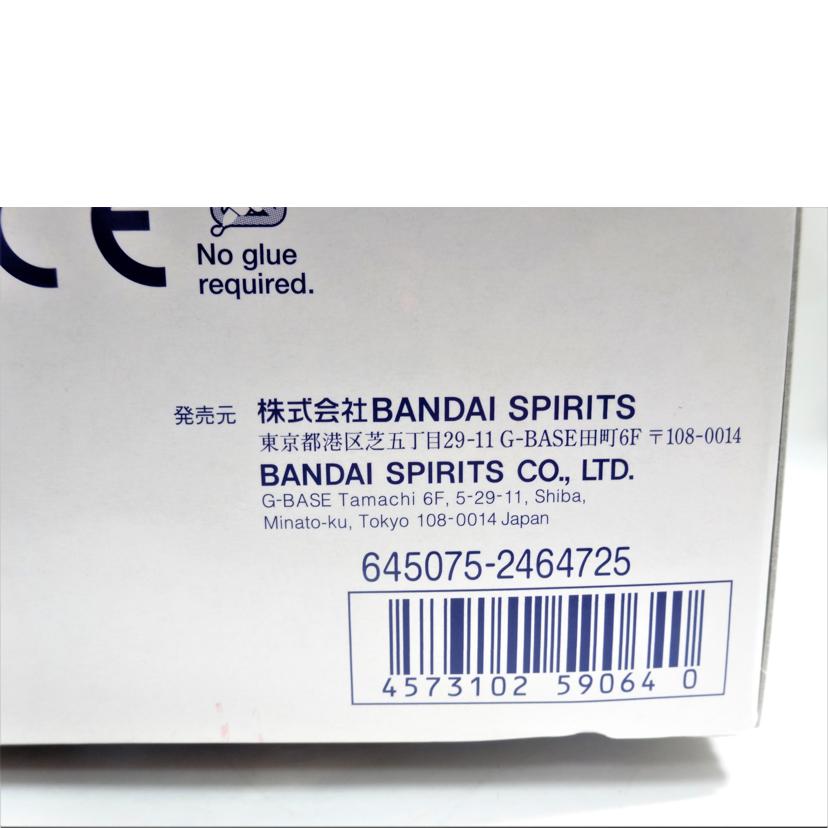 CE
No glue
required.
発売元 株式会社BANDAI SPIRITS
東京都港区芝五丁目29-11 G-BASE田町6F 〒108-0014
BANDAI SPIRITS CO., LTD.
G-BASE Tamachi 6F, 5-29-11, Shiba,
Minato-ku, Tokyo 108-0014 Japan
645075-2464725
4573102 59064 0